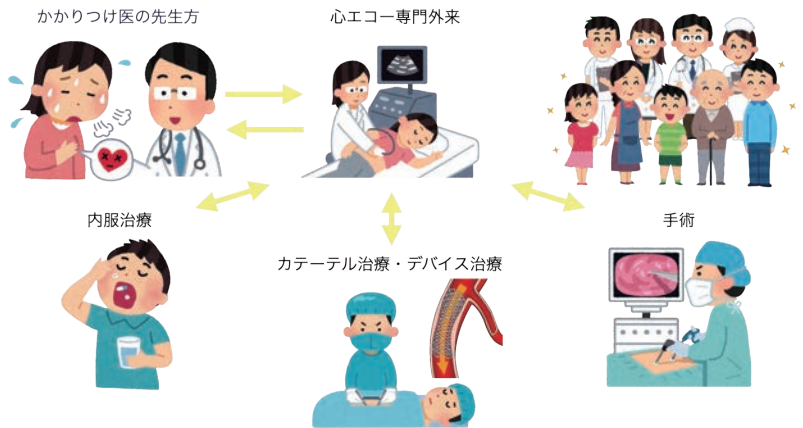 かかりつけ医の先生方
心エコー専門外来
内服治療
カテーテル治療・デバイス治療
手術